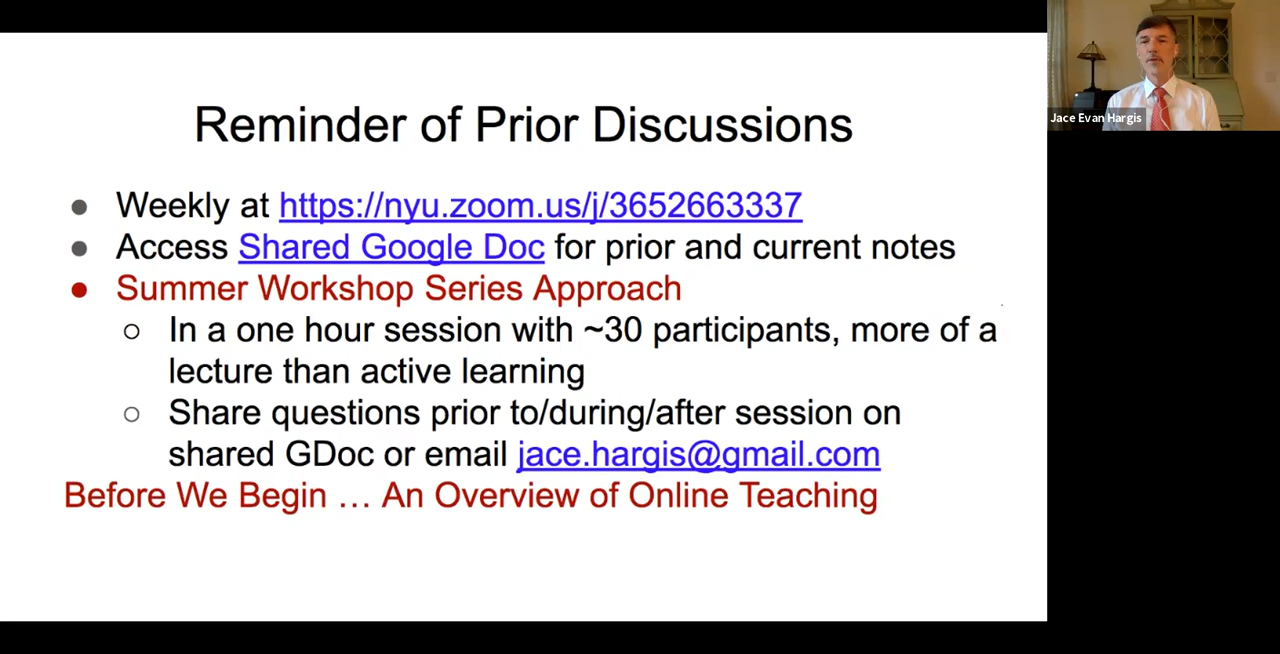 Reminder of Prior Discussions
● Weekly at https://nyu.zoom.us/j/3652663337
● Access Shared Google Doc for prior and current notes
● Summer Workshop Series Approach
○ In a one hour session with ~30 participants, more of a
lecture than active learning
○ Share questions prior to/during/after session on
shared GDoc or email jace.hargis@gmail.com
Before We Begin … An Overview of Online Teaching
Jace Evan Hargis